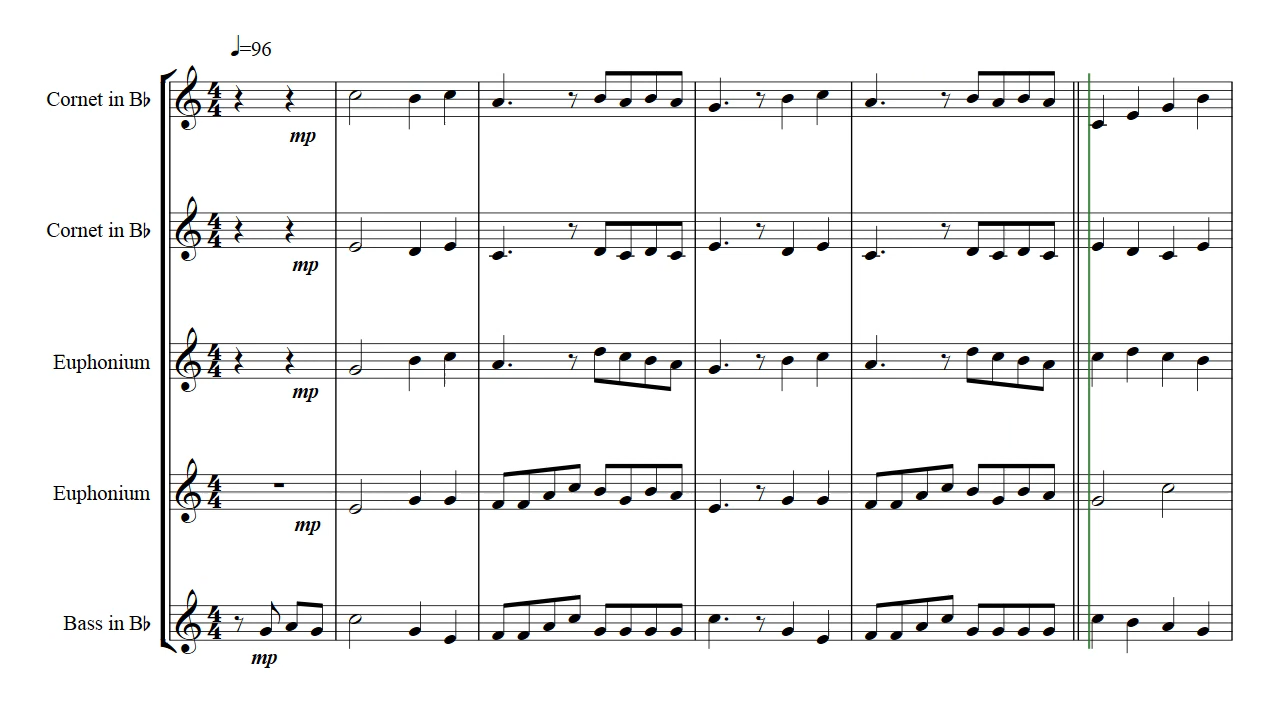 ♩=96
Cornet in B♭
mp
Cornet in B♭
mp
Euphonium
mp
Euphonium
mp
Bass in B♭
mp